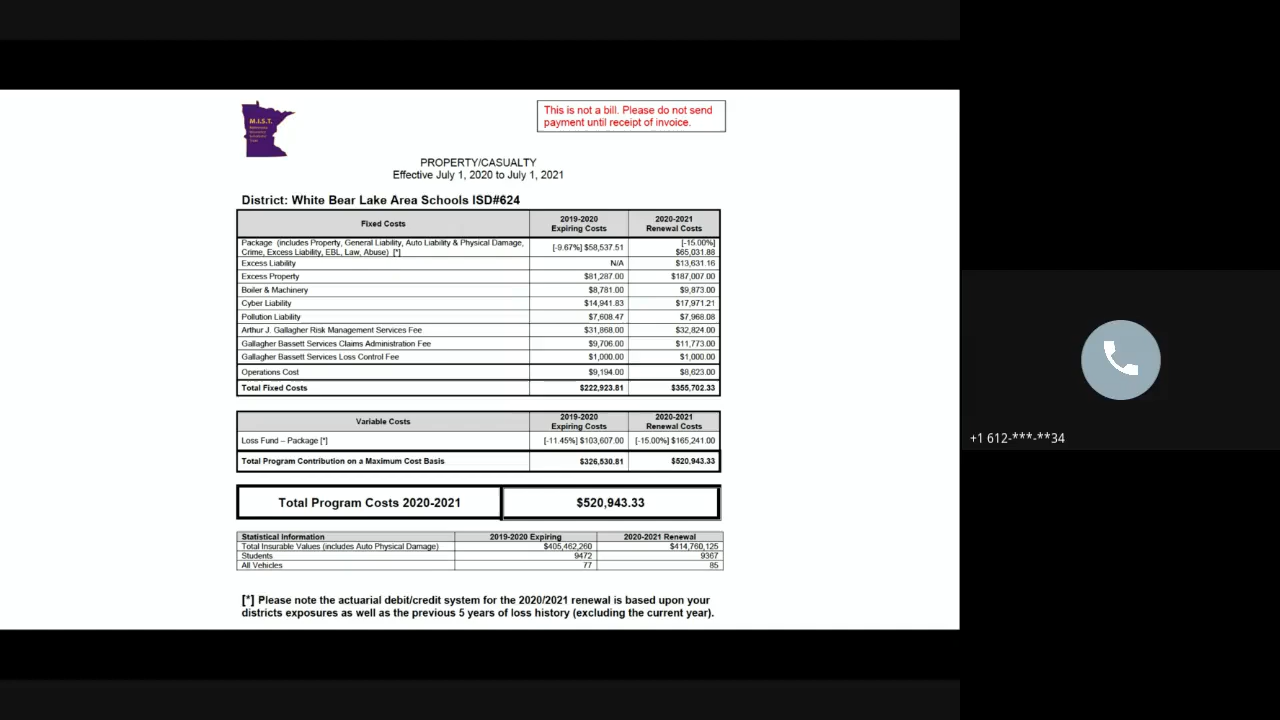 M.I.S.T.
This is not a bill. Please do not send
payment until receipt of invoice.
PROPERTY/CASUALTY
Effective July 1, 2020 to July 1, 2021
District: White Bear Lake Area Schools ISD#624
Fixed Costs 2019-2020 Expiring Costs 2020-2021 Renewal Costs
Package (includes Property, General Liability, Auto Liability & Physical Damage, Crime, Excess Liability, EBL, Law, Abuse) [*] [-9.67%] $58,537.51 [-15.00%] $65,031.88
Excess Liability N/A $13,631.16
Excess Property $81,287.00 $187,007.00
Boiler & Machinery $8,781.00 $9,873.00
Cyber Liability $14,941.83 $17,971.21
Pollution Liability $7,608.47 $7,968.08
Arthur J. Gallagher Risk Management Services Fee $31,868.00 $32,824.00
Gallagher Bassett Services Claims Administration Fee $9,706.00 $11,773.00
Gallagher Bassett Services Loss Control Fee $1,000.00 $1,000.00
Operations Cost $9,194.00 $8,623.00
Total Fixed Costs $222,923.81 $355,702.33
Variable Costs 2019-2020 Expiring Costs 2020-2021 Renewal Costs
Loss Fund – Package [*] [-11.45%] $103,607.00 [-15.00%] $165,241.00
Total Program Contribution on a Maximum Cost Basis $326,530.81 $520,943.33
Total Program Costs 2020-2021 $520,943.33
Statistical Information 2019-2020 Expiring 2020-2021 Renewal
Total Insurable Values (includes Auto Physical Damage) $405,462,260 $414,760,125
Students 9472 9367
All Vehicles 77 85
[*] Please note the actuarial debit/credit system for the 2020/2021 renewal is based upon your
districts exposures as well as the previous 5 years of loss history (excluding the current year).
+1 612-***-**34